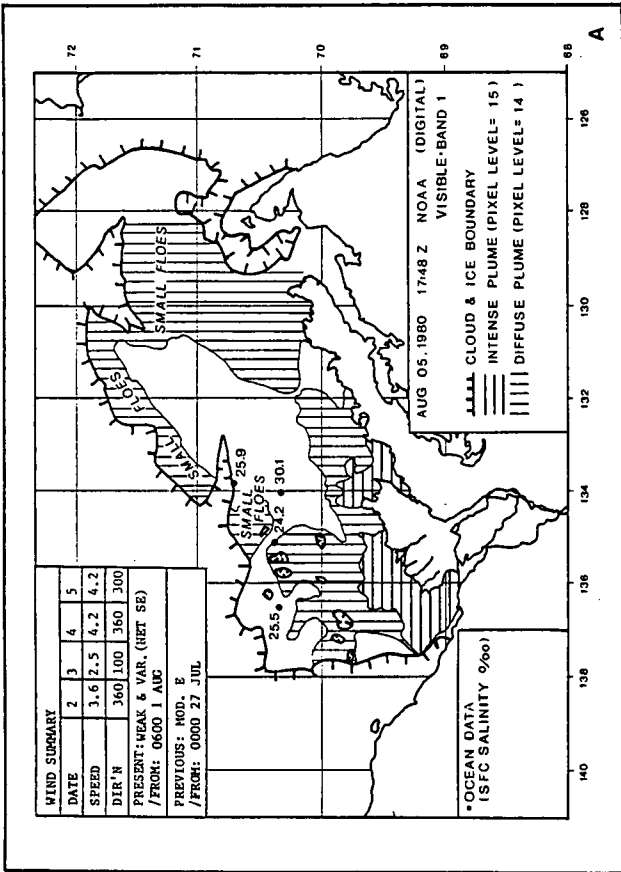 WIND SUMMARY
DATE 2 3 4 5
SPEED 3.6 2.5 4.2 4.2
DIR'N 360 100 360 300
PRESENT: WEAK & VAR. (NET SE)
/FROM: 0600 1 AUG
PREVIOUS: MOD. E
/FROM: 0000 27 JUL
72
71
70
69
68
SMALL FLOES
SMALL FLOES
SMALL
FLOES
25.9
30.1
24.2
25.5
•OCEAN DATA
(SFC SALINITY ‰)
AUG 05.1980 17:48 Z NOAA (DIGITAL)
VISIBLE·BAND 1
CLOUD & ICE BOUNDARY
INTENSE PLUME (PIXEL LEVEL= 15)
DIFFUSE PLUME (PIXEL LEVEL= 14)
140 138 136 134 132 130 128 126
A